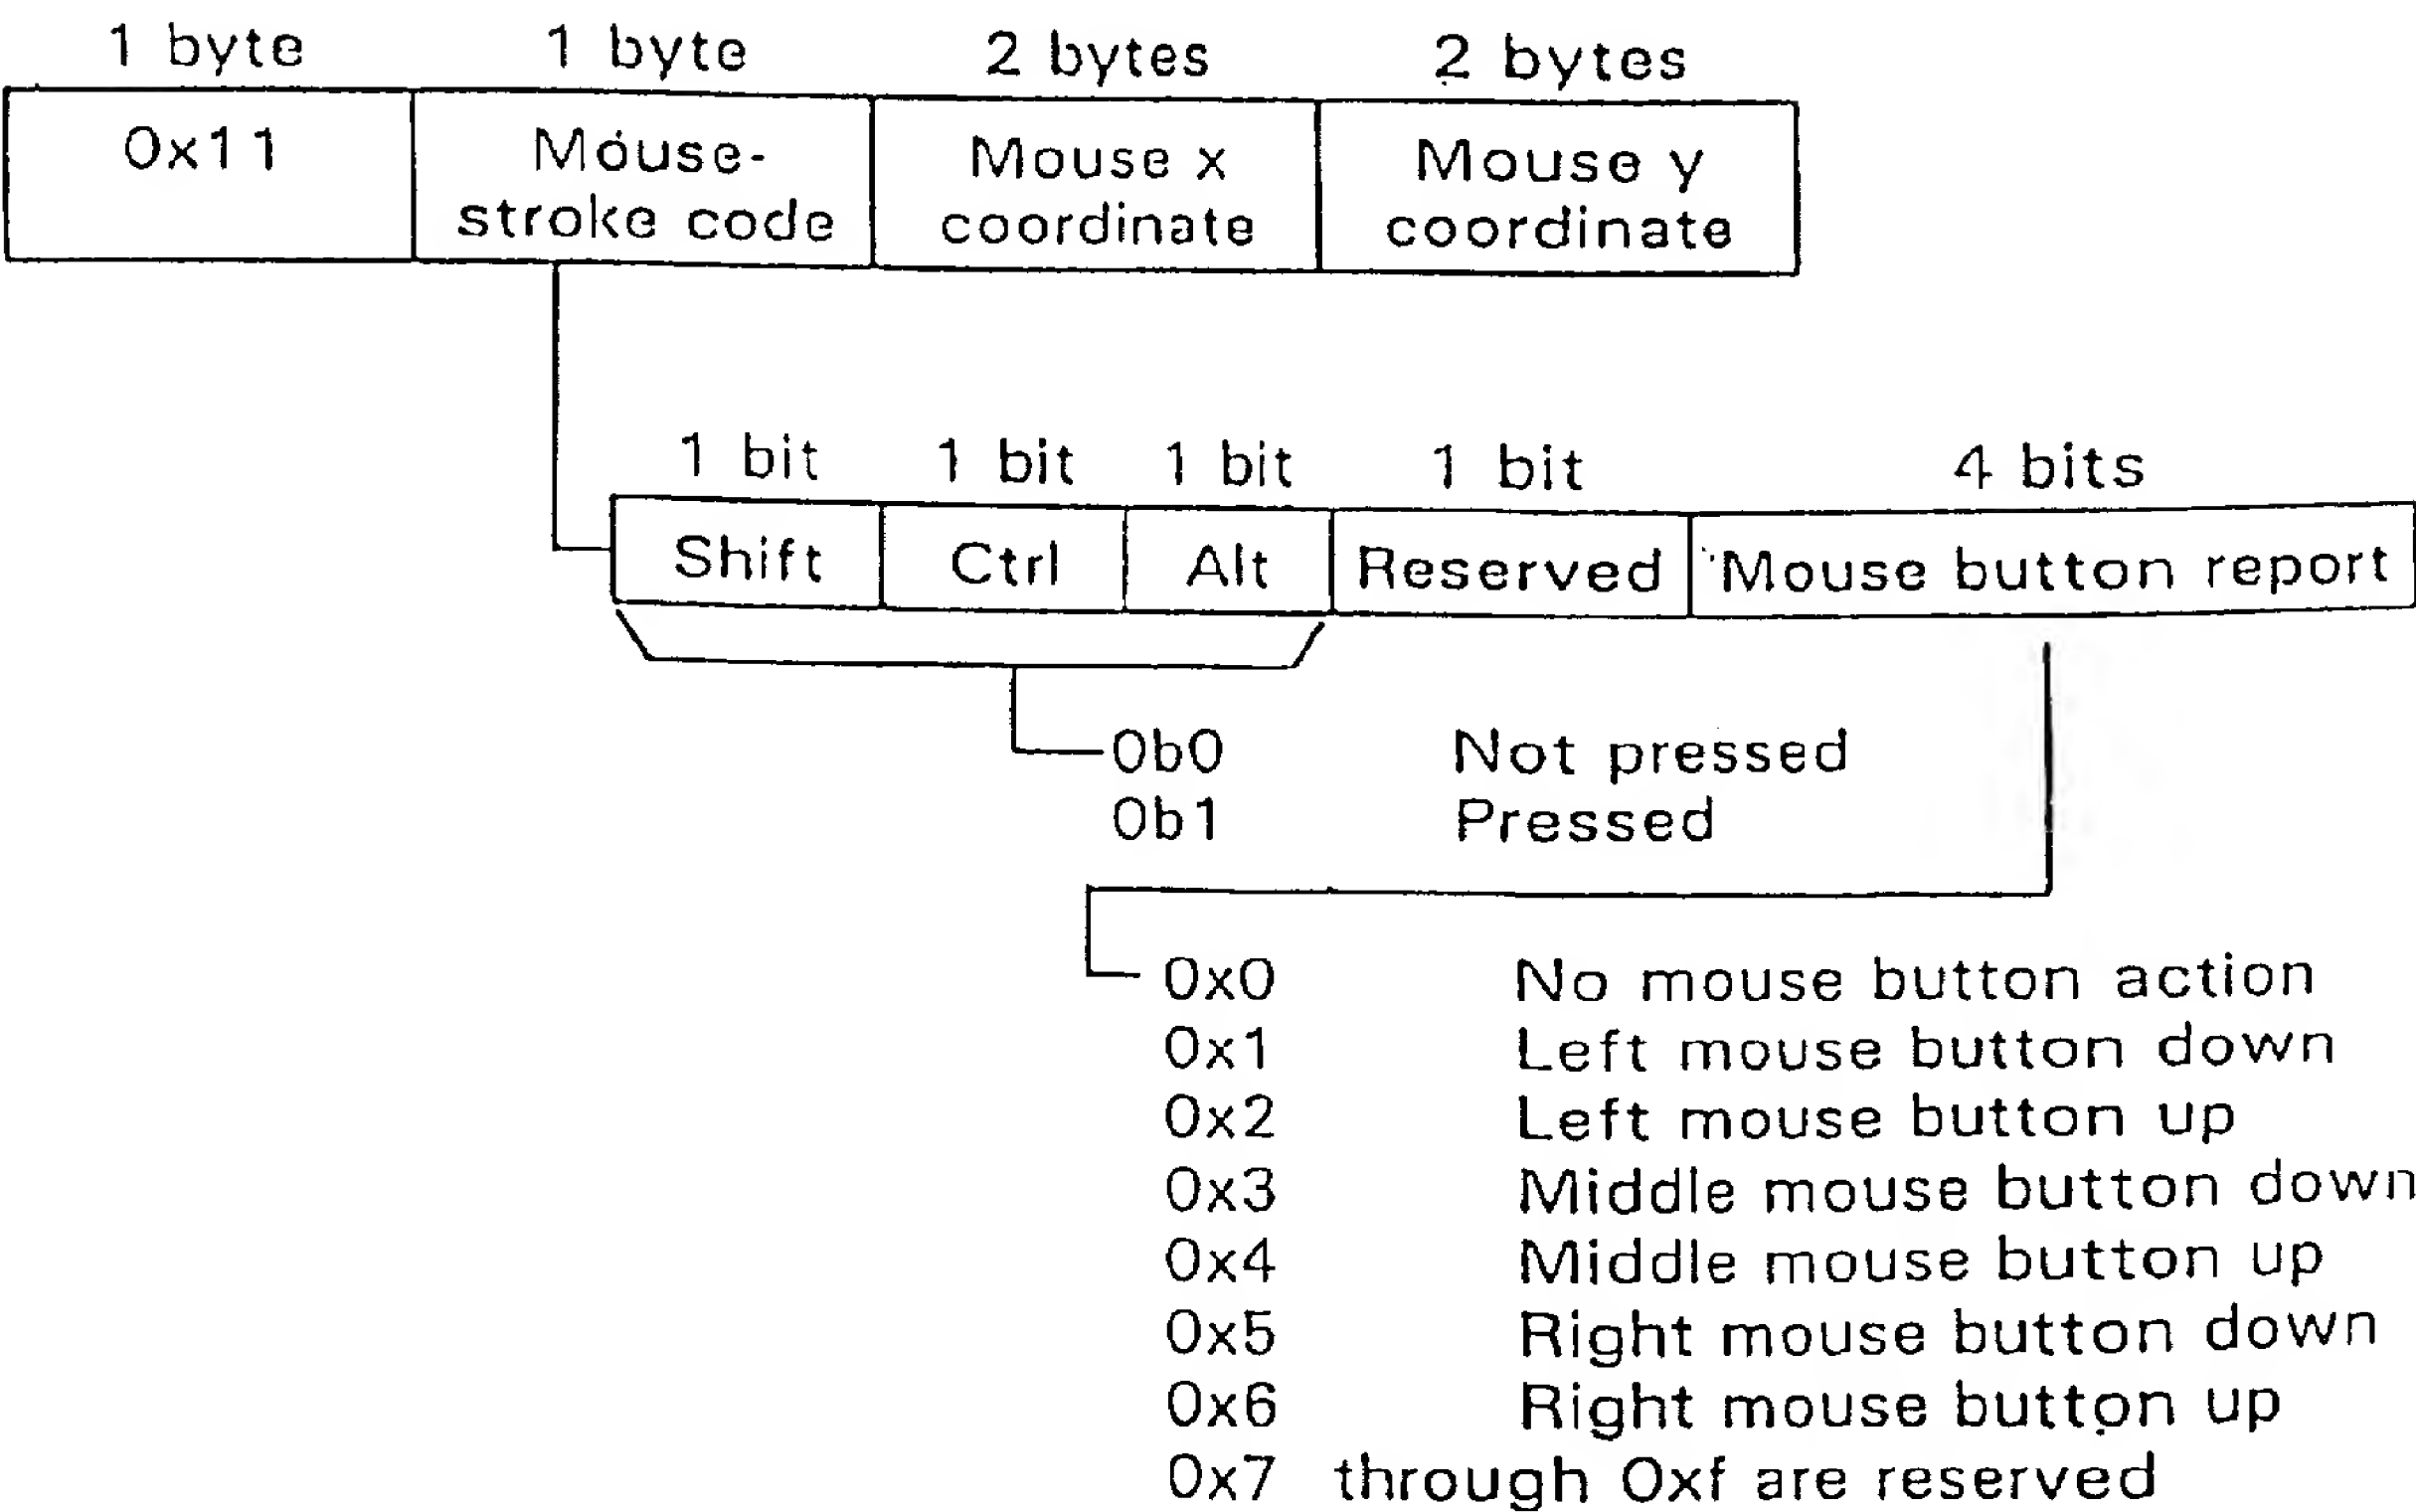 1 byte 1 byte 2 bytes 2 bytes
0x11 Mouse-stroke code Mouse x coordinate Mouse y coordinate
1 bit 1 bit 1 bit 1 bit 4 bits
Shift Ctrl Alt Reserved Mouse button report
0b0 Not pressed
0b1 Pressed
0x0 No mouse button action
0x1 Left mouse button down
0x2 Left mouse button up
0x3 Middle mouse button down
0x4 Middle mouse button up
0x5 Right mouse button down
0x6 Right mouse button up
0x7 through 0xf are reserved